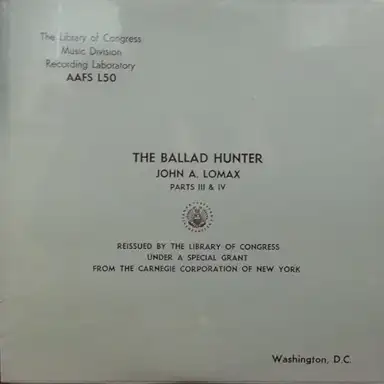 The Library of Congress
Music Division
Recording Laboratory
AAFS L50
THE BALLAD HUNTER
JOHN A. LOMAX
PARTS III & IV
REISSUED BY THE LIBRARY OF CONGRESS
UNDER A SPECIAL GRANT
FROM THE CARNEGIE CORPORATION OF NEW YORK
Washington, D.C.